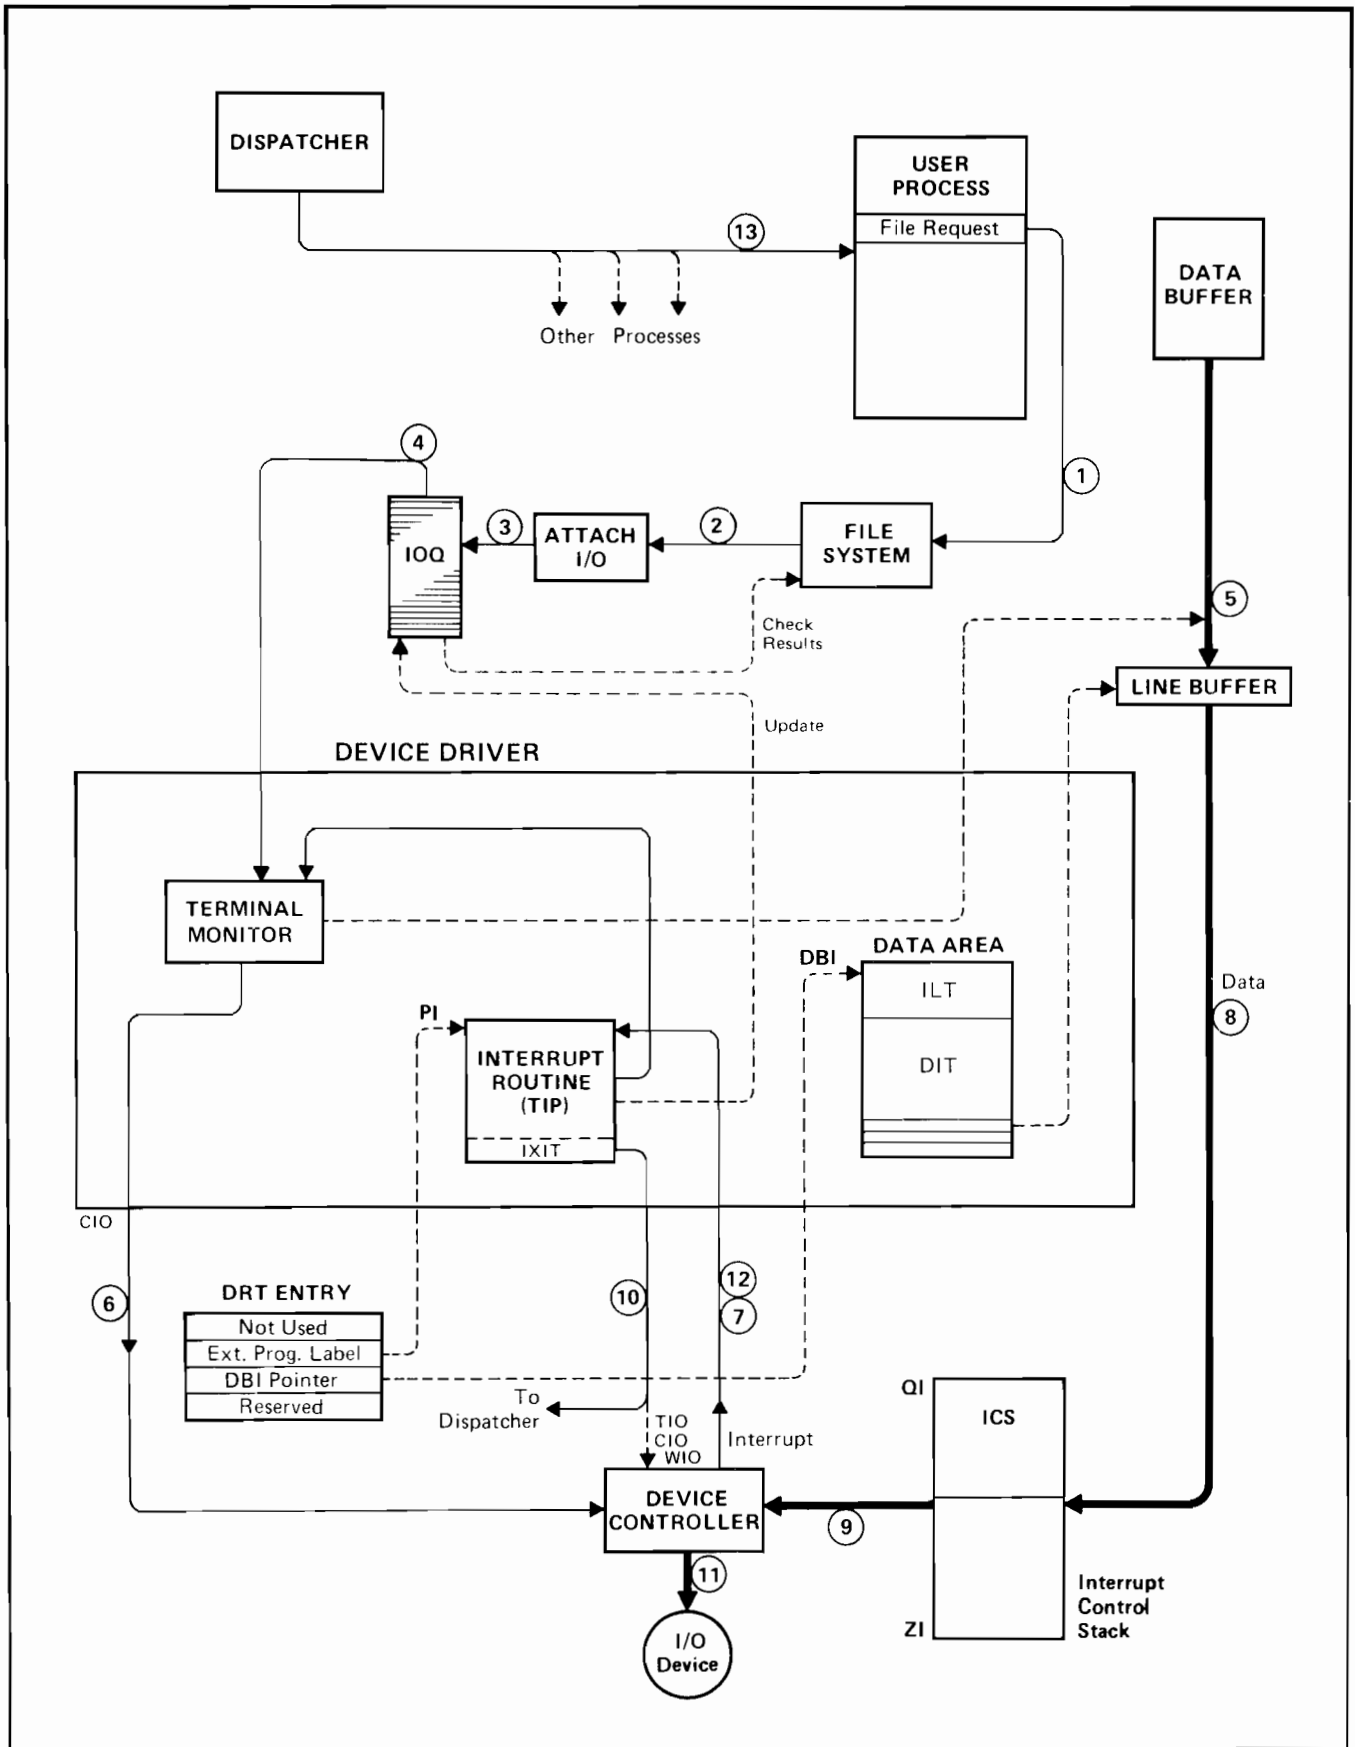 DISPATCHER
USER
PROCESS
File Request
13
DATA
BUFFER
Other Processes
4
1
3
2
IOQ
ATTACH
I/O
FILE
SYSTEM
5
Check
Results
LINE BUFFER
Update
DEVICE DRIVER
TERMINAL
MONITOR
DATA AREA
DBI
ILT
Data
8
PI
INTERRUPT
ROUTINE
(TIP)
IXIT
DIT
CIO
6
DRT ENTRY
Not Used
Ext. Prog. Label
DBI Pointer
Reserved
10
12
7
To
Dispatcher
TIO
CIO
WIO
Interrupt
QI
ICS
DEVICE
CONTROLLER
9
11
I/O
Device
ZI
Interrupt
Control
Stack